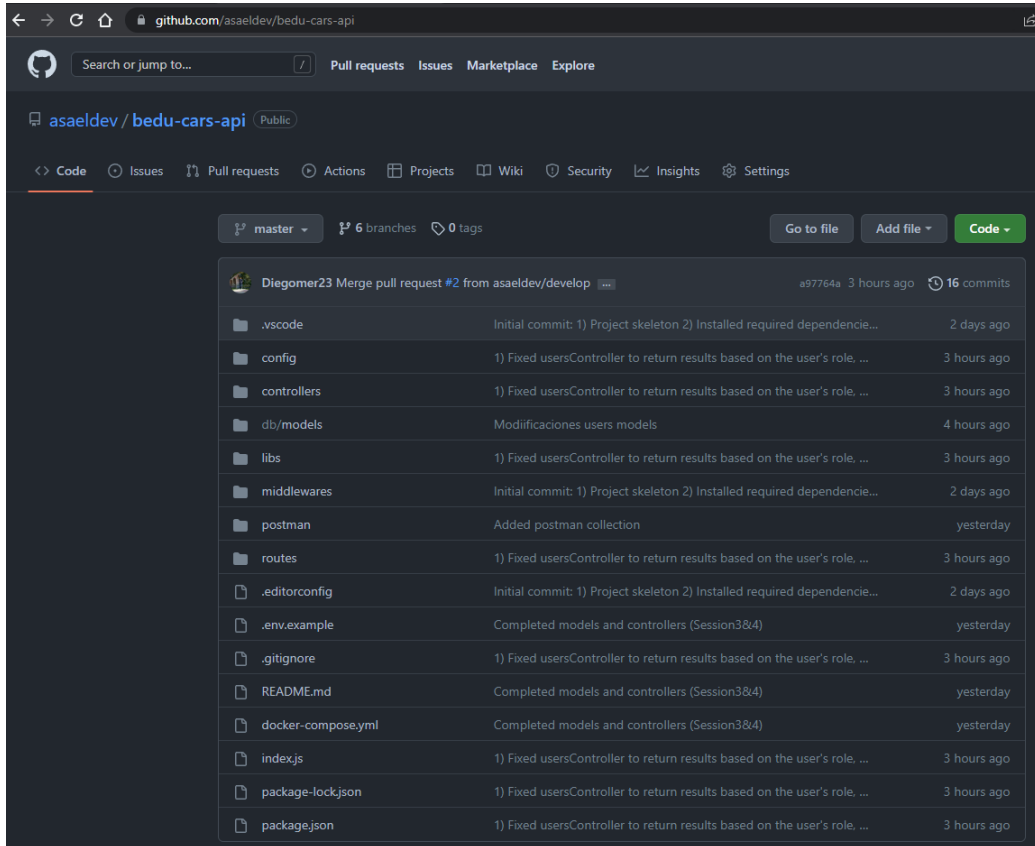 github.com/asaeldev/bedu-cars-api
Search or jump to... / Pull requests Issues Marketplace Explore
asaeldev / bedu-cars-api Public
<> Code Issues Pull requests Actions Projects Wiki Security Insights Settings
master 6 branches 0 tags Go to file Add file Code
Diegomer23 Merge pull request #2 from asaeldev/develop ... a97764a 3 hours ago 16 commits
.vscode Initial commit: 1) Project skeleton 2) Installed required dependencie... 2 days ago
config 1) Fixed usersController to return results based on the user's role, ... 3 hours ago
controllers 1) Fixed usersController to return results based on the user's role, ... 3 hours ago
db/models Modiificaciones users models 4 hours ago
libs 1) Fixed usersController to return results based on the user's role, ... 3 hours ago
middlewares Initial commit: 1) Project skeleton 2) Installed required dependencie... 2 days ago
postman Added postman collection yesterday
routes 1) Fixed usersController to return results based on the user's role, ... 3 hours ago
.editorconfig Initial commit: 1) Project skeleton 2) Installed required dependencie... 2 days ago
.env.example Completed models and controllers (Session3&4) yesterday
.gitignore 1) Fixed usersController to return results based on the user's role, ... 3 hours ago
README.md Completed models and controllers (Session3&4) yesterday
docker-compose.yml Completed models and controllers (Session3&4) yesterday
index.js 1) Fixed usersController to return results based on the user's role, ... 3 hours ago
package-lock.json 1) Fixed usersController to return results based on the user's role, ... 3 hours ago
package.json 1) Fixed usersController to return results based on the user's role, ... 3 hours ago